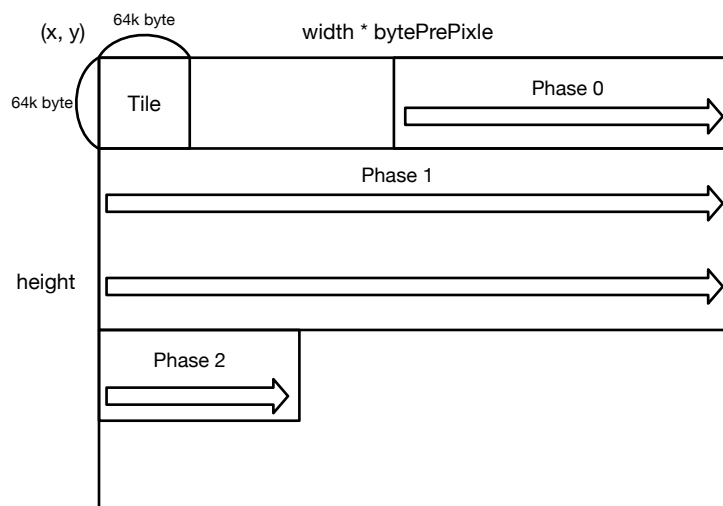 (x, y)
64k byte
width * bytePrePixle
64k byte
Tile
Phase 0
Phase 1
height
Phase 2